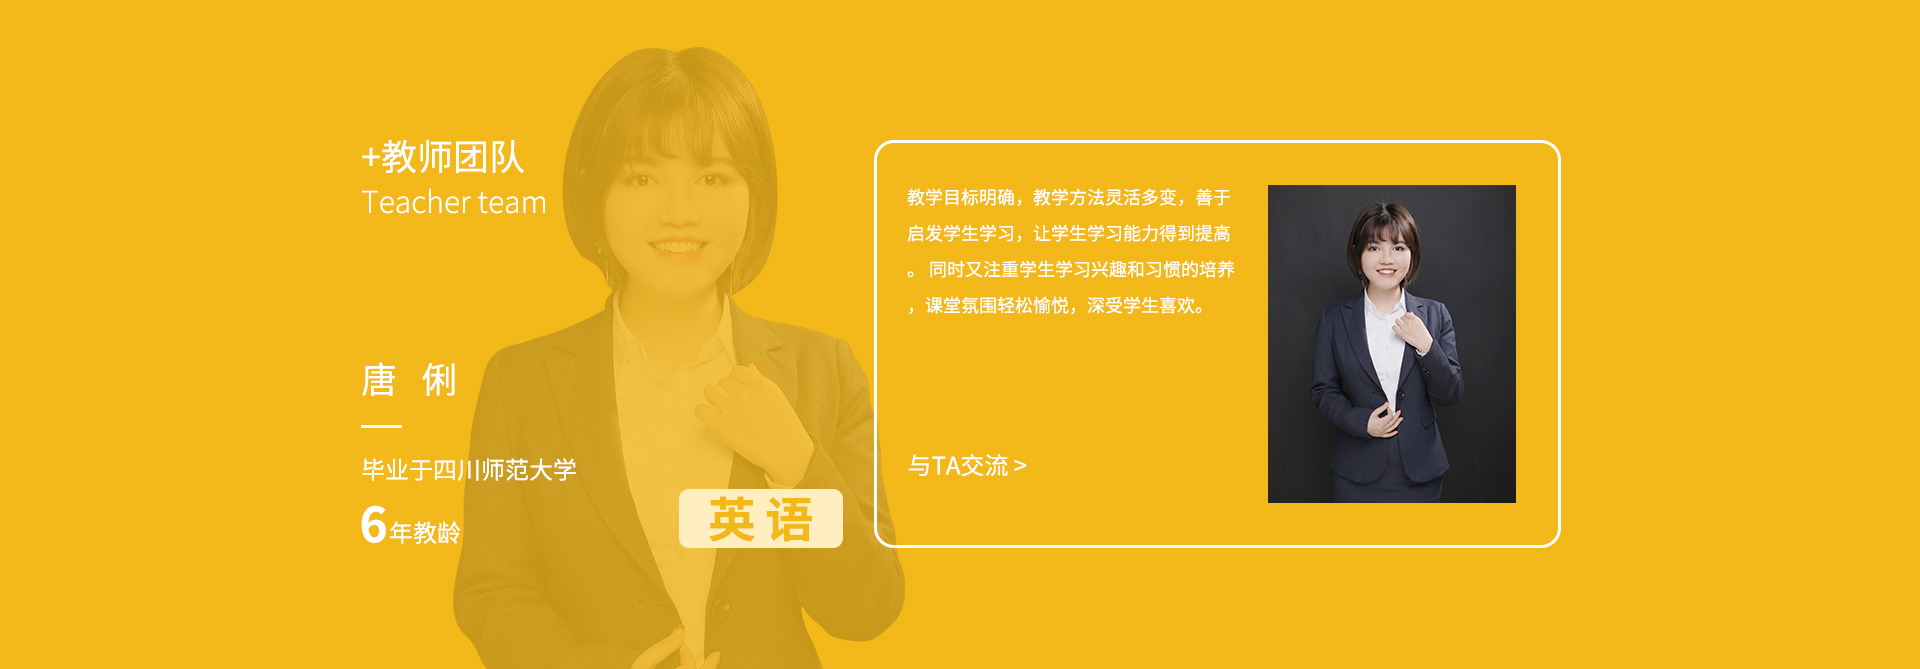 +教师团队
Teacher team
唐 俐
毕业于四川师范大学
6年教龄
英语
教学目标明确，教学方法灵活多变，善于
启发学生学习，让学生学习能力得到提高
。 同时又注重学生学习兴趣和习惯的培养
，课堂氛围轻松愉悦，深受学生喜欢。
与TA交流 >